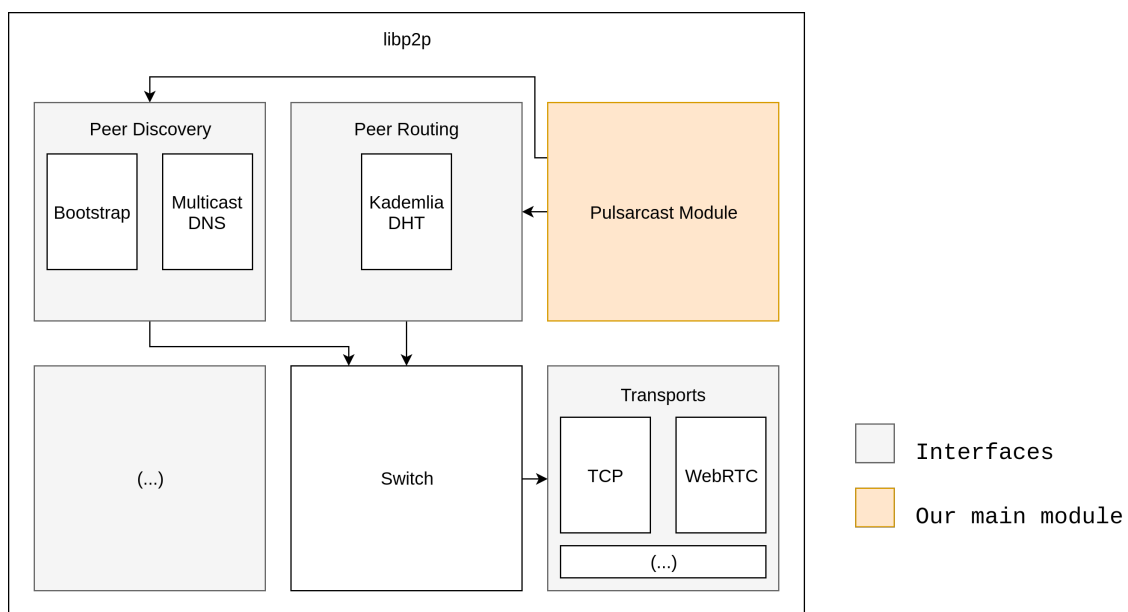 libp2p
Peer Discovery
Bootstrap
Multicast
DNS
Peer Routing
Kademlia
DHT
Pulsarcast Module
(...)
Switch
Transports
TCP
WebRTC
(...)
Interfaces
Our main module